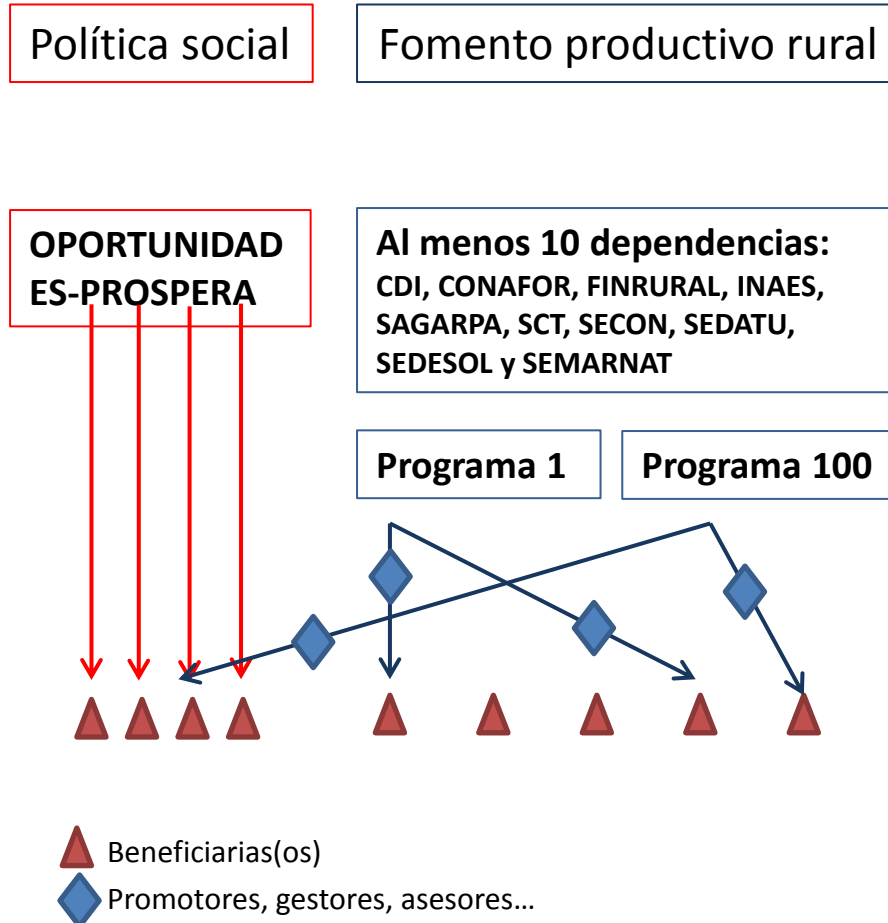 Política social
Fomento productivo rural
OPORTUNIDAD
ES-PROSPERA
Al menos 10 dependencias:
CDI, CONAFOR, FINRURAL, INAES,
SAGARPA, SCT, SECON, SEDATU,
SEDESOL y SEMARNAT
Programa 1
Programa 100
Beneficiarias(os)
Promotores, gestores, asesores…